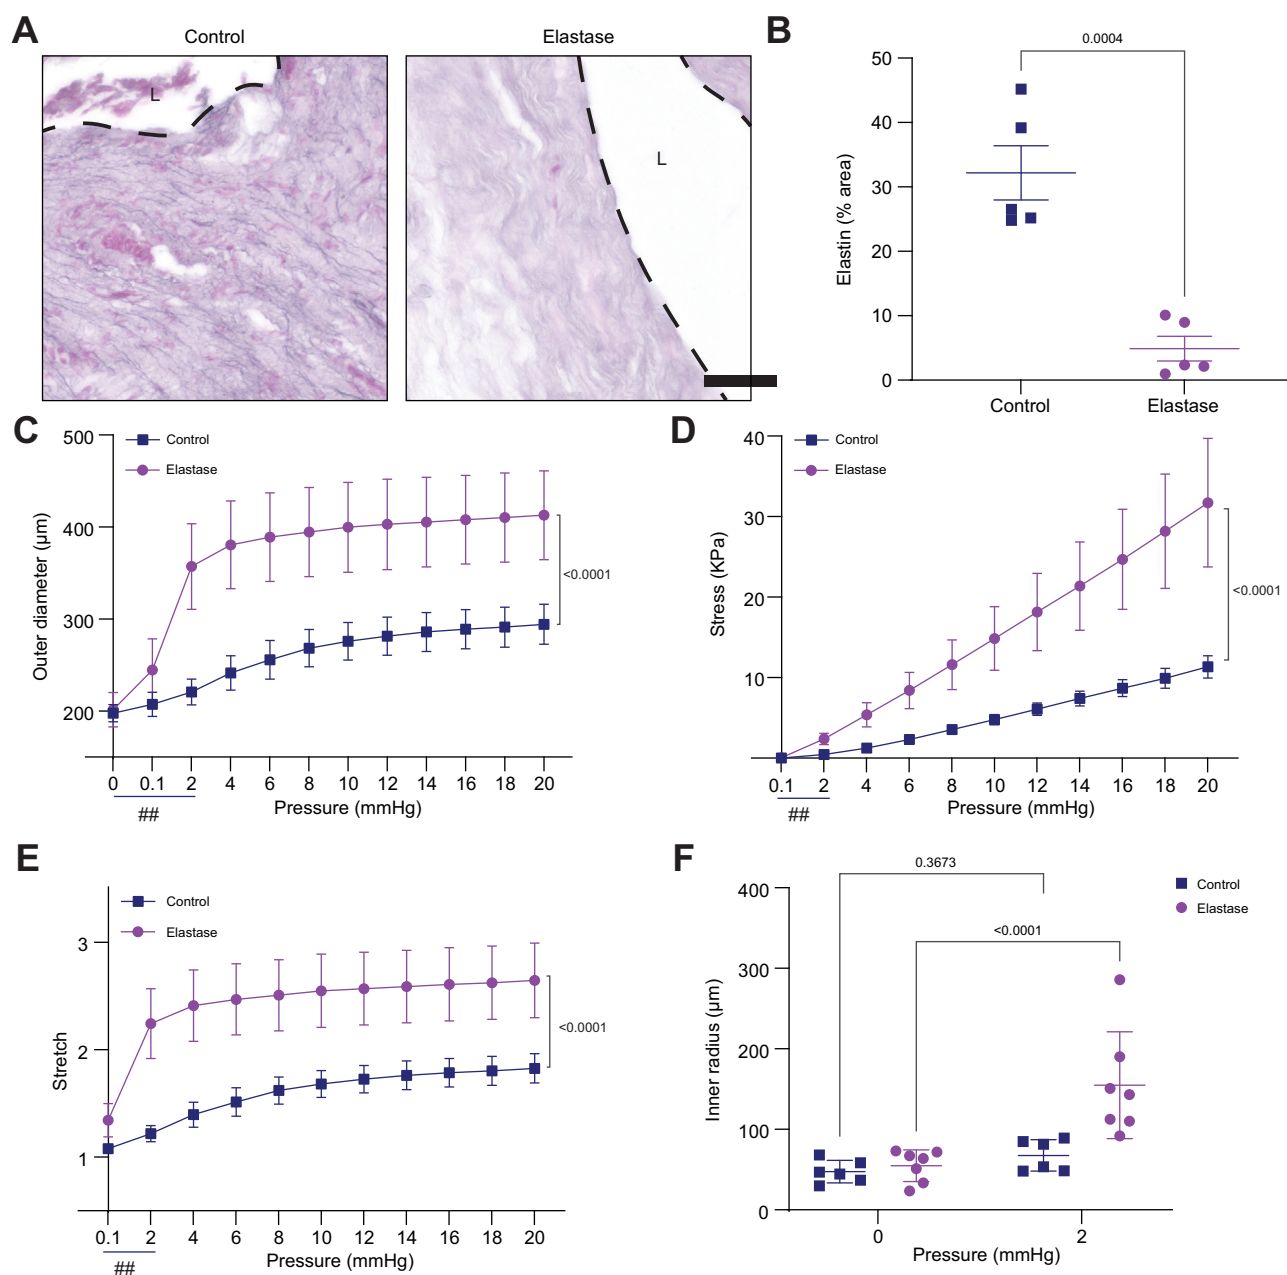 A
Control
Elastase
L
L
B
0.0004
50
40
30
20
10
0
Elastin (% area)
Control
Elastase
C
Control
Elastase
500
400
300
200
Outer diameter (μm)
<0.0001
0 0.1 2 4 6 8 10 12 14 16 18 20
Pressure (mmHg)
##
D
Control
Elastase
40
30
20
10
Stress (KPa)
<0.0001
0.1 2 4 6 8 10 12 14 16 18 20
Pressure (mmHg)
##
E
Control
Elastase
3
2
1
Stretch
<0.0001
0.1 2 4 6 8 10 12 14 16 18 20
Pressure (mmHg)
##
F
0.3673
<0.0001
Control
Elastase
400
300
200
100
0
Inner radius (μm)
0 2
Pressure (mmHg)